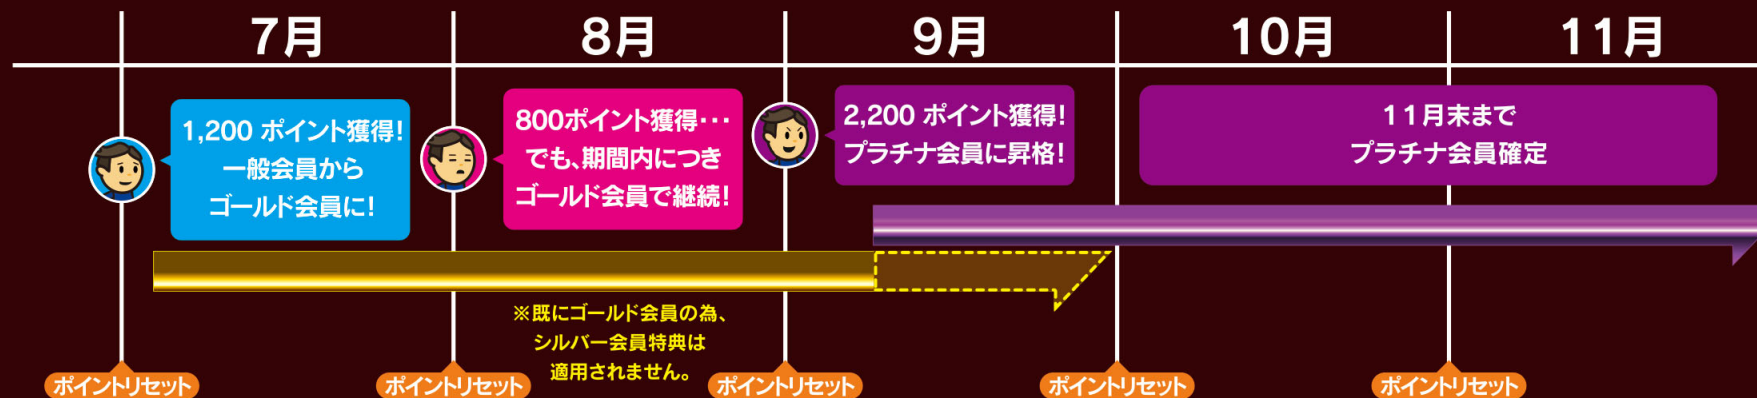 7月
8月
9月
10月
11月
1,200 ポイント獲得!
一般会員から
ゴールド会員に!
800ポイント獲得･･･
でも、期間内につき
ゴールド会員で継続!
2,200 ポイント獲得!
プラチナ会員に昇格!
11月末まで
プラチナ会員確定
※既にゴールド会員の為、
シルバー会員特典は
適用されません。
ポイントリセット
ポイントリセット
ポイントリセット
ポイントリセット
ポイントリセット